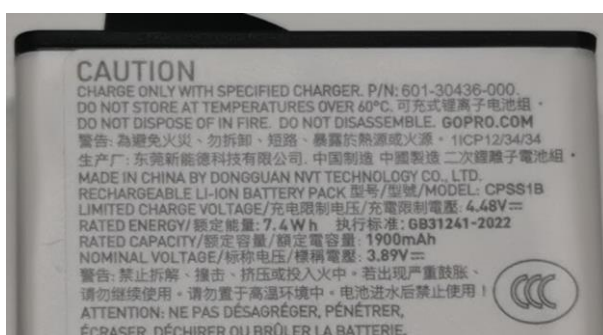 CAUTION
CHARGE ONLY WITH SPECIFIED CHARGER. P/N: 601-30436-000.
DO NOT STORE AT TEMPERATURES OVER 60°C. 可充式锂离子电池组・
DO NOT DISPOSE OF IN FIRE. DO NOT DISASSEMBLE. GOPRO.COM
警告: 為避免火災、勿拆卸、短路、暴露於熱源或火源。1ICP12/34/34
生产厂: 东莞新能德科技有限公司. 中国制造 中國製造 二次鋰離子電池組・
MADE IN CHINA BY DONGGUAN NVT TECHNOLOGY CO., LTD.
RECHARGEABLE LI-ION BATTERY PACK 型号/型號/MODEL: CPSS1B
LIMITED CHARGE VOLTAGE/充电限制电压/充電限制電壓: 4.48V⎓
RATED ENERGY/额定能量: 7.4Wh 执行标准: GB31241-2022
RATED CAPACITY/额定容量/額定電容量: 1900mAh
NOMINAL VOLTAGE/标称电压/標稱電壓: 3.89V⎓
警告: 禁止拆解、撞击、挤压或投入火中。若出现严重鼓胀、
请勿继续使用。请勿置于高温环境中。电池进水后禁止使用！
CCC
ATTENTION: NE PAS DÉSAGRÉGER, PÉNÉTRER,
ÉCRASER, DÉCHIRER OU BRÛLER LA BATTERIE.